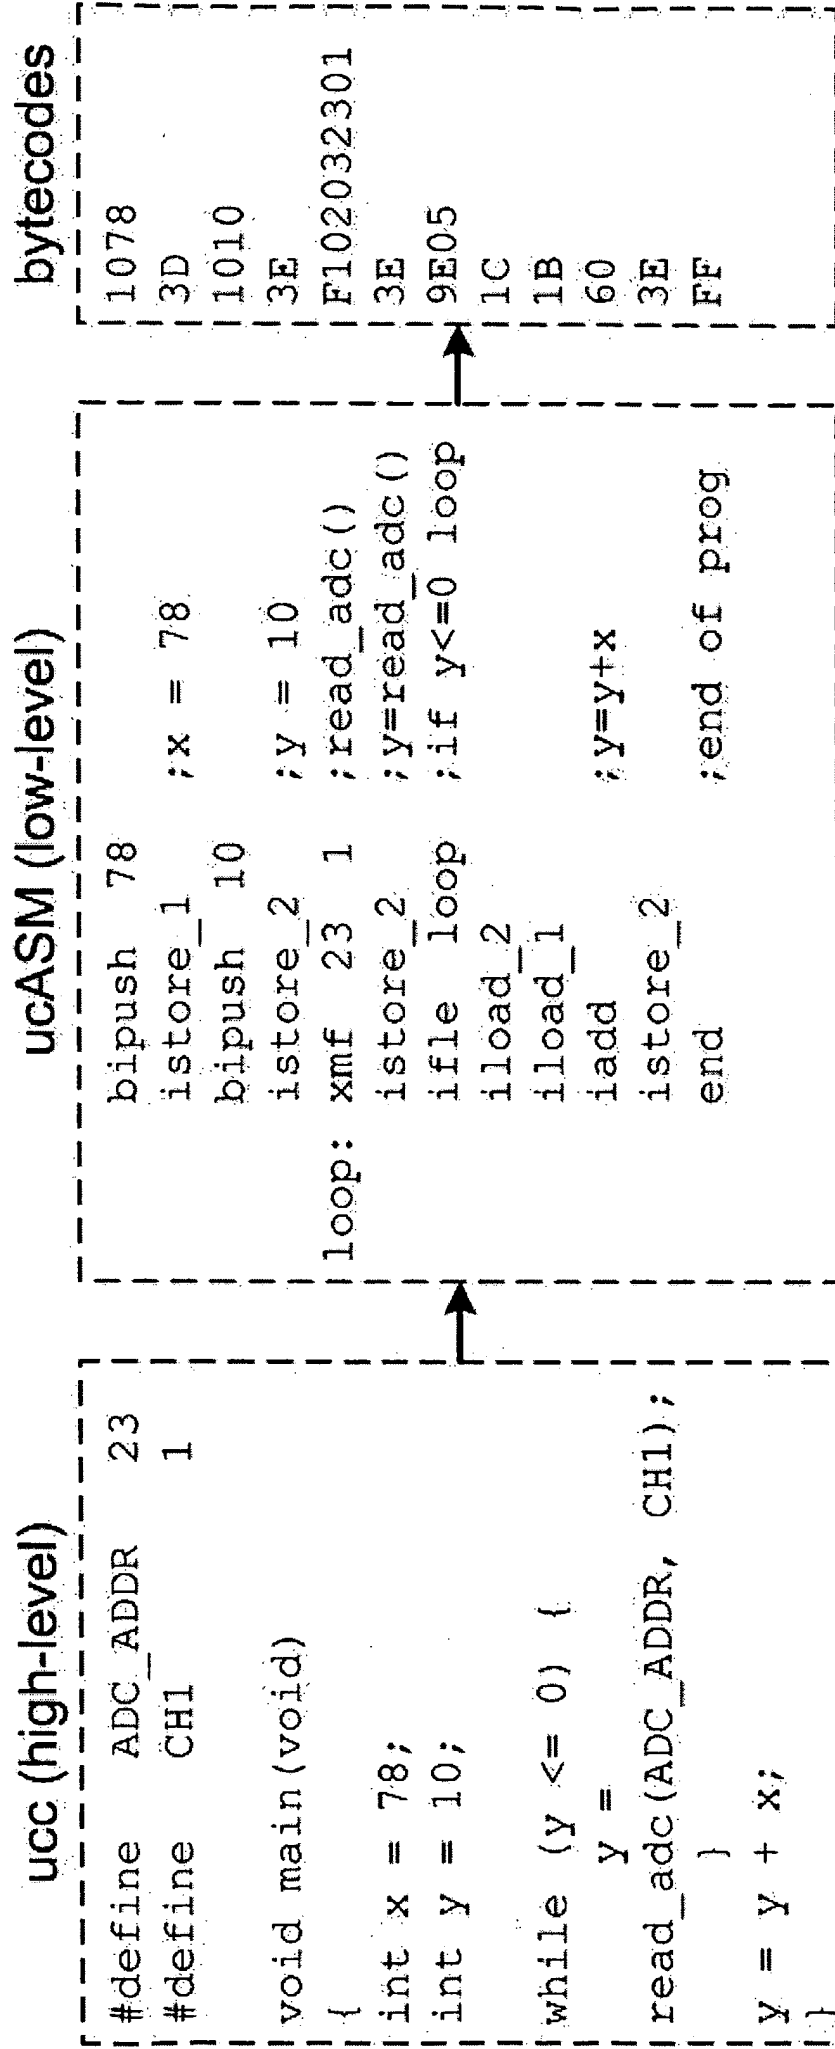 ucc (high-level)
#define ADC_ADDR 23
#define CH1 1
void main(void)
{
int x = 78;
int y = 10;
while (y <= 0) {
y =
read_adc(ADC_ADDR, CH1);
}
y = y + x;
}
ucASM (low-level)
bipush 78
istore_1 ;x = 78
bipush 10
istore_2 ;y = 10
loop: xmf 23 1 ;read_adc()
istore_2 ;y=read_adc()
ifle loop ;if y<=0 loop
iload_2
iload_1
iadd ;y=y+x
istore_2
end ;end of prog
bytecodes
1078
3D
1010
3E
F102032301
3E
9E05
1C
1B
60
3E
FF